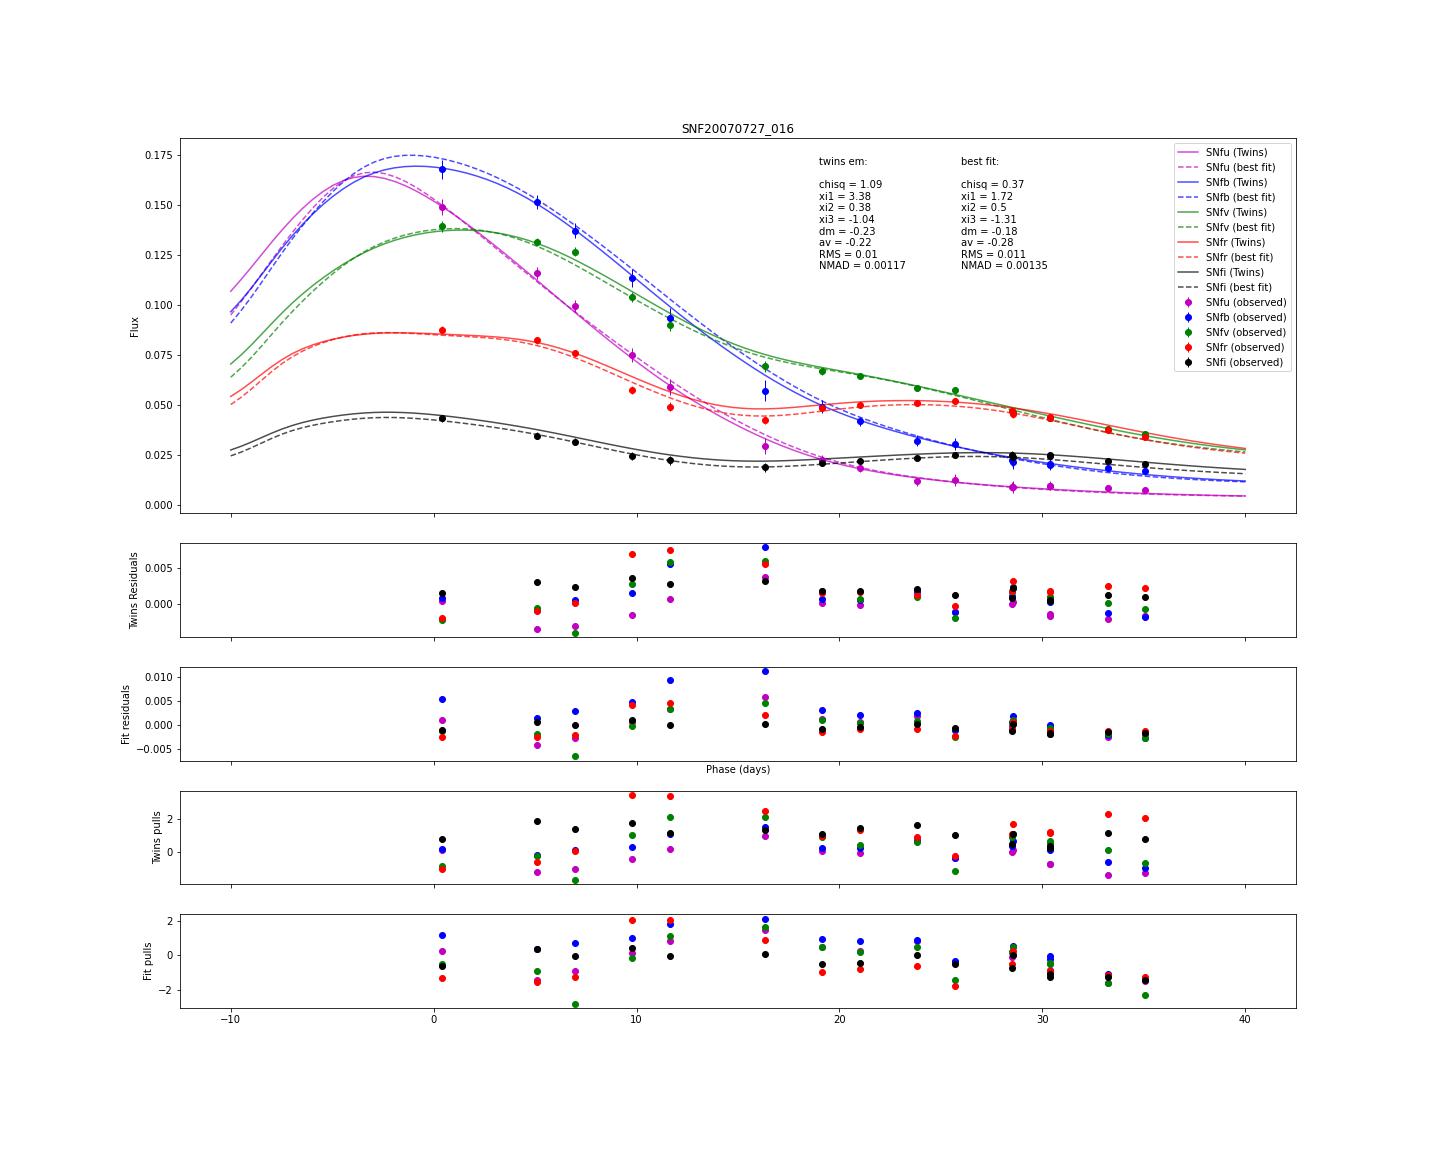 SNF20070727_016
0.175
0.150
0.125
0.100
0.075
0.050
0.025
0.000
Flux
twins em:
chisq = 1.09
xi1 = 3.38
xi2 = 0.38
xi3 = -1.04
dm = -0.23
av = -0.22
RMS = 0.01
NMAD = 0.00117
best fit:
chisq = 0.37
xi1 = 1.72
xi2 = 0.5
xi3 = -1.31
dm = -0.18
av = -0.28
RMS = 0.011
NMAD = 0.00135
SNfu (Twins)
SNfu (best fit)
SNfb (Twins)
SNfb (best fit)
SNfv (Twins)
SNfv (best fit)
SNfr (Twins)
SNfr (best fit)
SNfi (Twins)
SNfi (best fit)
SNfu (observed)
SNfb (observed)
SNfv (observed)
SNfr (observed)
SNfi (observed)
0.005
0.000
Twins Residuals
0.010
0.005
0.000
−0.005
Fit residuals
Phase (days)
2
0
Twins pulls
2
0
−2
Fit pulls
−10 0 10 20 30 40